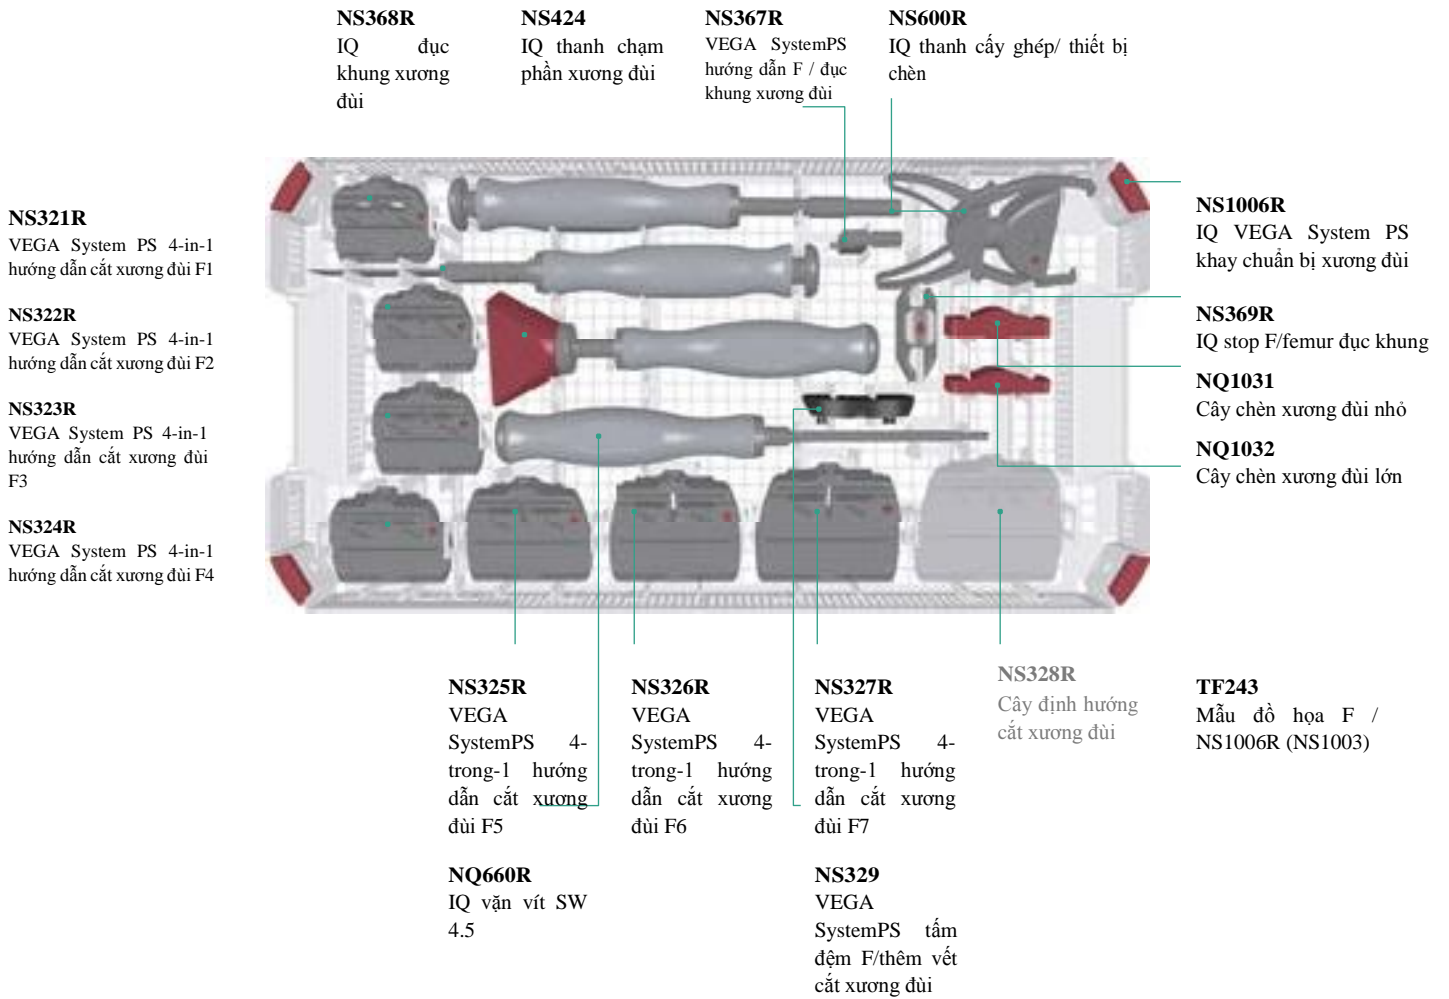 NS368R
IQ đục
khung xương
đùi
NS424
IQ thanh chạm
phần xương đùi
NS367R
VEGA SystemPS
hướng dẫn F / đục
khung xương đùi
NS600R
IQ thanh cấy ghép/ thiết bị
chèn
NS321R
VEGA System PS 4-in-1
hướng dẫn cắt xương đùi F1
NS322R
VEGA System PS 4-in-1
hướng dẫn cắt xương đùi F2
NS323R
VEGA System PS 4-in-1
hướng dẫn cắt xương đùi
F3
NS324R
VEGA System PS 4-in-1
hướng dẫn cắt xương đùi F4
NS1006R
IQ VEGA System PS
khay chuẩn bị xương đùi
NS369R
IQ stop F/femur đục khung
NQ1031
Cây chèn xương đùi nhỏ
NQ1032
Cây chèn xương đùi lớn
NS325R
VEGA
SystemPS 4-
trong-1 hướng
dẫn cắt xương
đùi F5
NS326R
VEGA
SystemPS 4-
trong-1 hướng
dẫn cắt xương
đùi F6
NS327R
VEGA
SystemPS 4-
trong-1 hướng
dẫn cắt xương
đùi F7
NS328R
Cây định hướng
cắt xương đùi
TF243
Mẫu đồ họa F /
NS1006R (NS1003)
NQ660R
IQ vặn vít SW
4.5
NS329
VEGA
SystemPS tấm
đệm F/thêm vết
cắt xương đùi